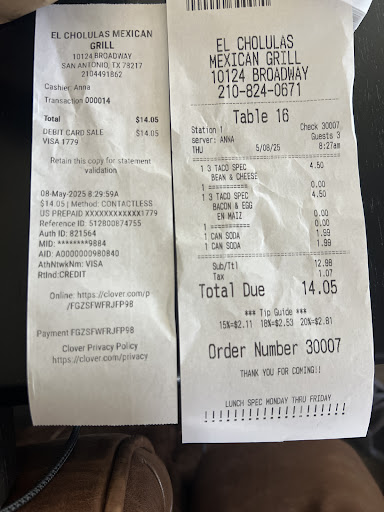 EL CHOLULAS MEXICAN
GRILL
10124 BROADWAY
SAN ANTONIO, TX 78217
2104491862
Cashier: Anna
Transaction 000014
Total $14.05
DEBIT CARD SALE $14.05
VISA 1779
Retain this copy for statement
validation
08-May-2025 8:29:59A
$14.05 | Method: CONTACTLESS
US PREPAID XXXXXXXXXXXX1779
Reference ID: 512800874755
Auth ID: 821564
MID: ********9884
AID: A0000000980840
AthNtwkNm: VISA
RtInd:CREDIT
Online: https://clover.com/p
/FGZSFWFRJFP98
Payment FGZSFWFRJFP98
Clover Privacy Policy
https://clover.com/privacy
EL CHOLULAS
MEXICAN GRILL
10124 BROADWAY
210-824-0671
Table 16
Station 1 Check 30007
server: ANNA Guests 3
THU 5/08/25 8:27am
1 3 TACO SPEC 4.50
BEAN & CHEESE
1 ========== 0.00
1 3 TACO SPEC 4.50
BACON & EGG
EN MAIZ
1 ========== 0.00
1 CAN SODA 1.99
1 CAN SODA 1.99
Sub/Ttl 12.98
Tax 1.07
Total Due 14.05
*** Tip Guide ***
15%=$2.11 18%=$2.53 20%=$2.81
Order Number 30007
THANK YOU FOR COMING!!
LUNCH SPEC MONDAY THRU FRIDAY
!!!!!!!!!!!!!!!!!!!!!!